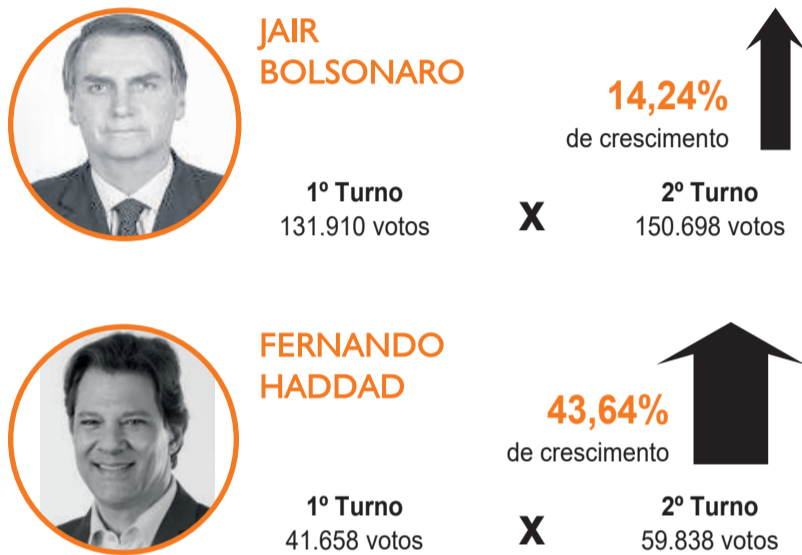 JAIR
BOLSONARO
14,24%
de crescimento
1º Turno
131.910 votos
X
2º Turno
150.698 votos
FERNANDO
HADDAD
43,64%
de crescimento
1º Turno
41.658 votos
X
2º Turno
59.838 votos